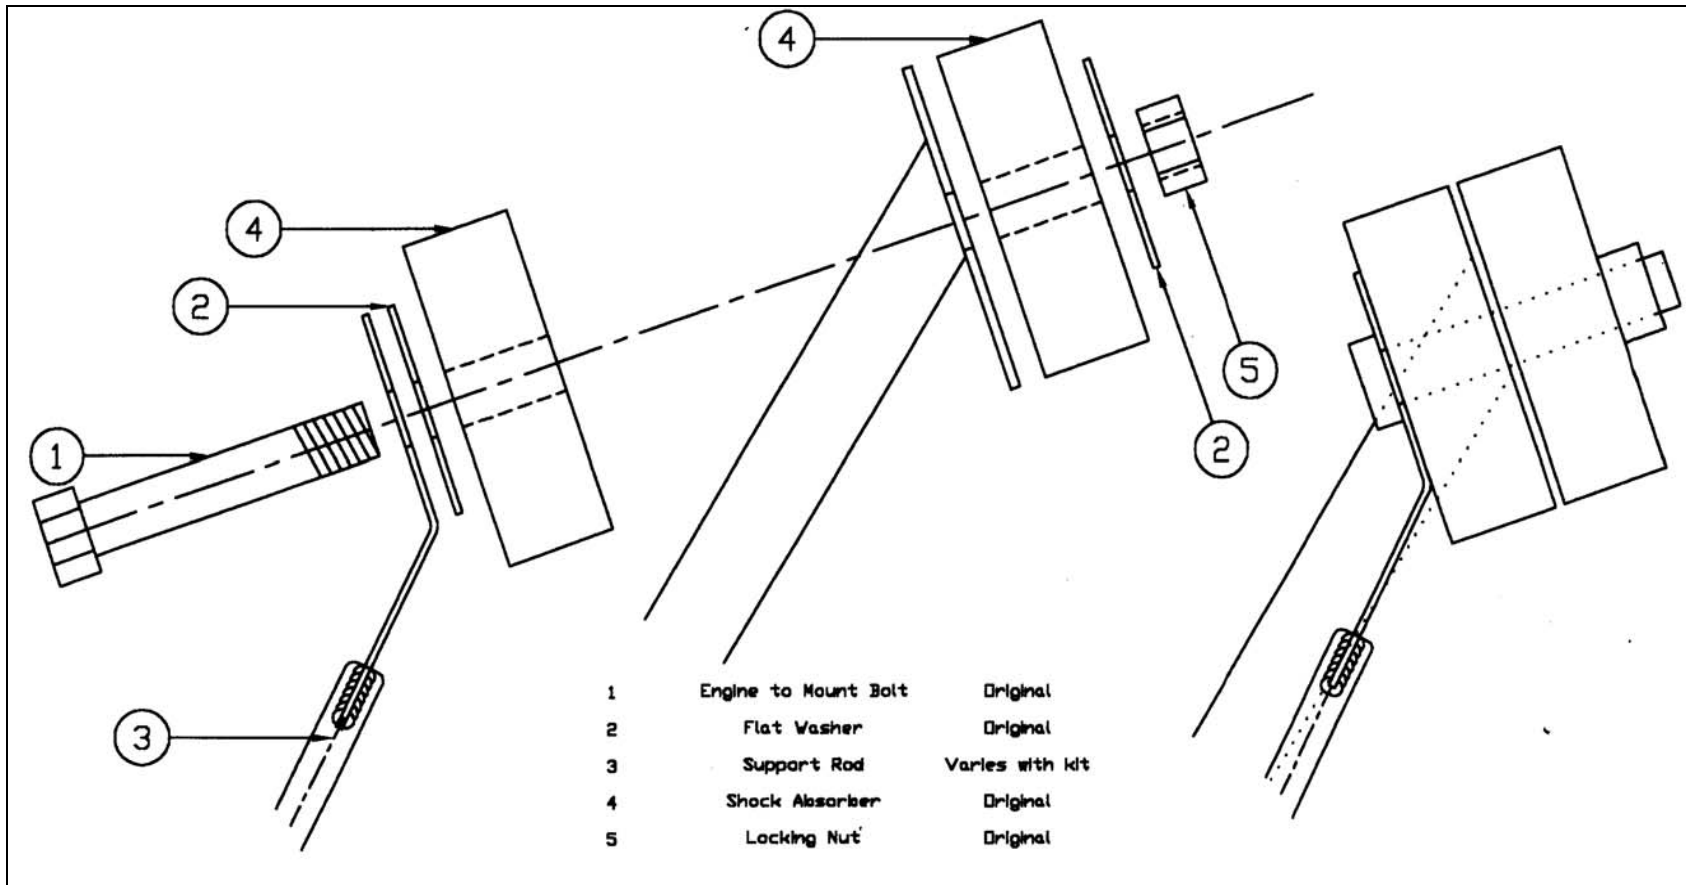 4
4
2
1
5
2
3
1 Engine to Mount Bolt Original
2 Flat Washer Original
3 Support Rod Varies with kit
4 Shock Absorber Original
5 Locking Nut Original